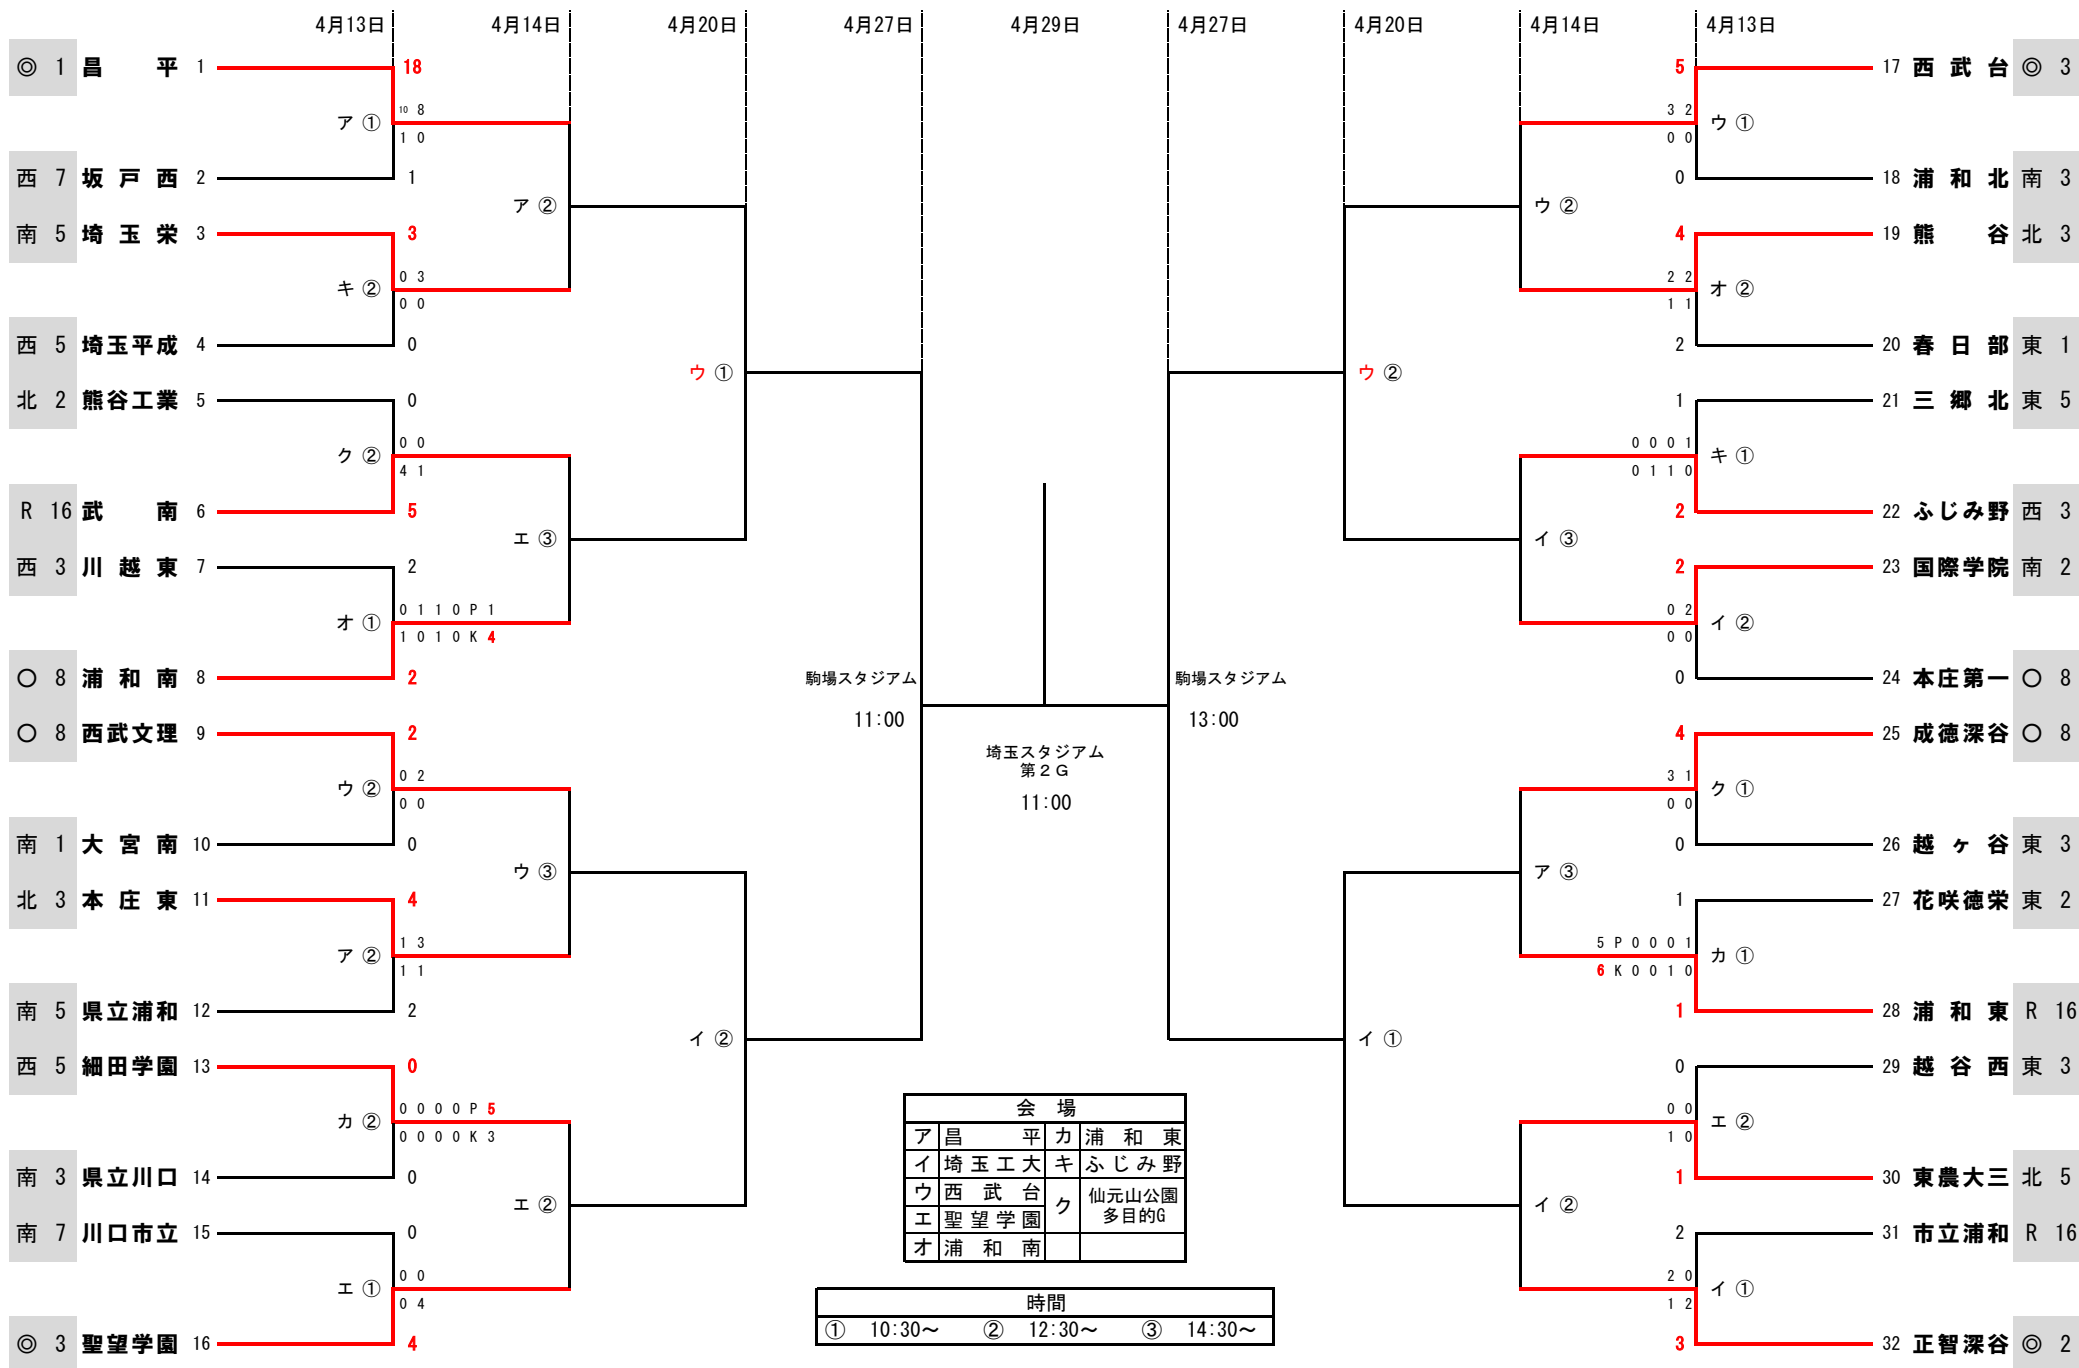 4月13日 4月14日 4月20日 4月27日 4月29日 4月27日 4月20日 4月14日 4月13日
◎ 1 昌 平 1 18
10 8
ア ①
1 0
西 7 坂戸西 2 1
ア ②
南 5 埼玉栄 3 3
0 3
キ ②
0 0
西 5 埼玉平成 4 0
ウ ①
北 2 熊谷工業 5 0
0 0
ク ②
4 1
R 16 武 南 6 5
エ ③
西 3 川越東 7 2
0 1 1 0 P 1
オ ①
1 0 1 0 K 4
〇 8 浦和南 8 2
〇 8 西武文理 9 2
0 2
ウ ②
0 0
南 1 大宮南 10 0
ウ ③
北 3 本庄東 11 4
1 3
ア ②
1 1
南 5 県立浦和 12 2
イ ②
西 5 細田学園 13 0
0 0 0 0 P 5
カ ②
0 0 0 0 K 3
南 3 県立川口 14 0
エ ②
南 7 川口市立 15 0
0 0
エ ①
0 4
◎ 3 聖望学園 16 4
駒場スタジアム
11:00
埼玉スタジアム
第2G
11:00
駒場スタジアム
13:00
5 17 西武台 ◎ 3
3 2
ウ ①
0 0
0 18 浦和北 南 3
ウ ②
4 19 熊 谷 北 3
2 2
オ ②
1 1
2 20 春日部 東 1
ウ ②
1 21 三郷北 東 5
0 0 0 1
キ ①
0 1 1 0
2 22 ふじみ野 西 3
イ ③
2 23 国際学院 南 2
0 2
イ ②
0 0
0 24 本庄第一 〇 8
4 25 成徳深谷 〇 8
3 1
ク ①
0 0
0 26 越ヶ谷 東 3
ア ③
1 27 花咲徳栄 東 2
5 P 0 0 0 1
カ ①
6 K 0 0 1 0
1 28 浦和東 R 16
イ ①
0 29 越谷西 東 3
0 0
エ ②
1 0
1 30 東農大三 北 5
イ ②
2 31 市立浦和 R 16
2 0
イ ①
1 2
3 32 正智深谷 ◎ 2
会 場
ア 昌 平 カ 浦和東
イ 埼玉工大 キ ふじみ野
ウ 西武台 ク 仙元山公園
エ 聖望学園 多目的G
オ 浦和南
時間
① 10:30～ ② 12:30～ ③ 14:30～